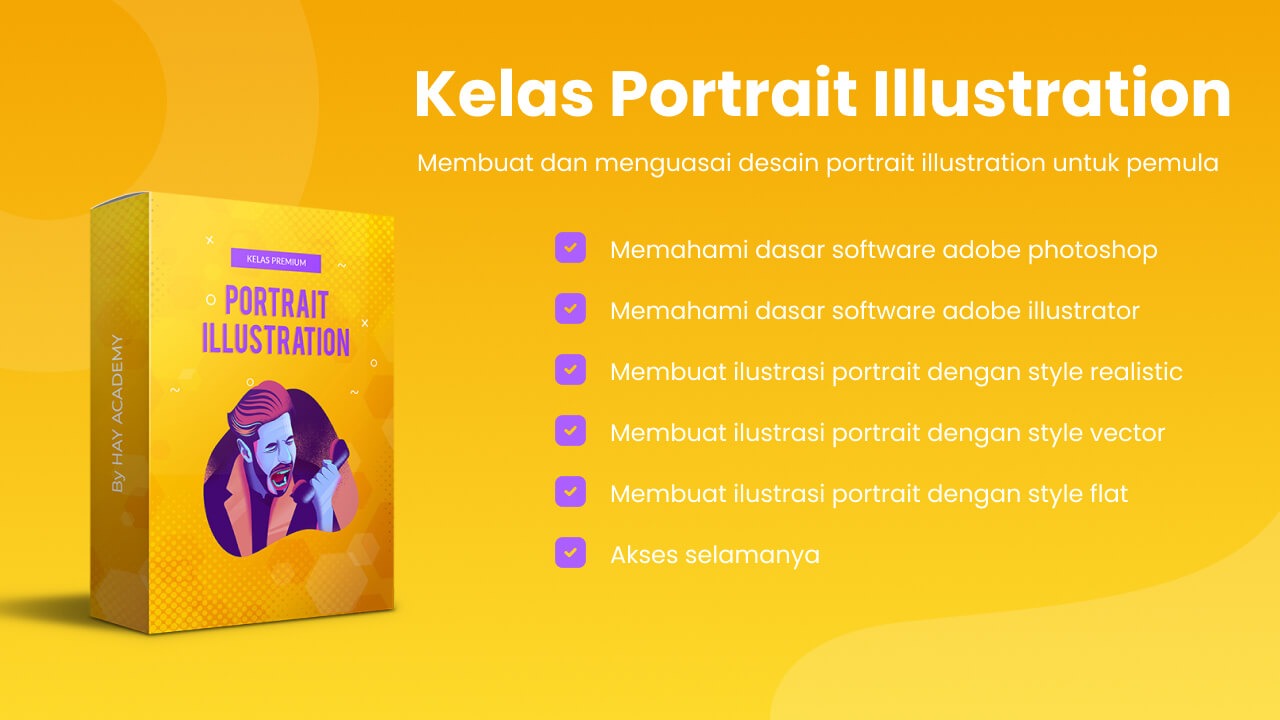 Kelas Portrait Illustration
Membuat dan menguasai desain portrait illustration untuk pemula
Memahami dasar software adobe photoshop
Memahami dasar software adobe illustrator
Membuat ilustrasi portrait dengan style realistic
Membuat ilustrasi portrait dengan style vector
Membuat ilustrasi portrait dengan style flat
Akses selamanya
KELAS PREMIUM
PORTRAIT
ILLUSTRATION
By HAY ACADEMY